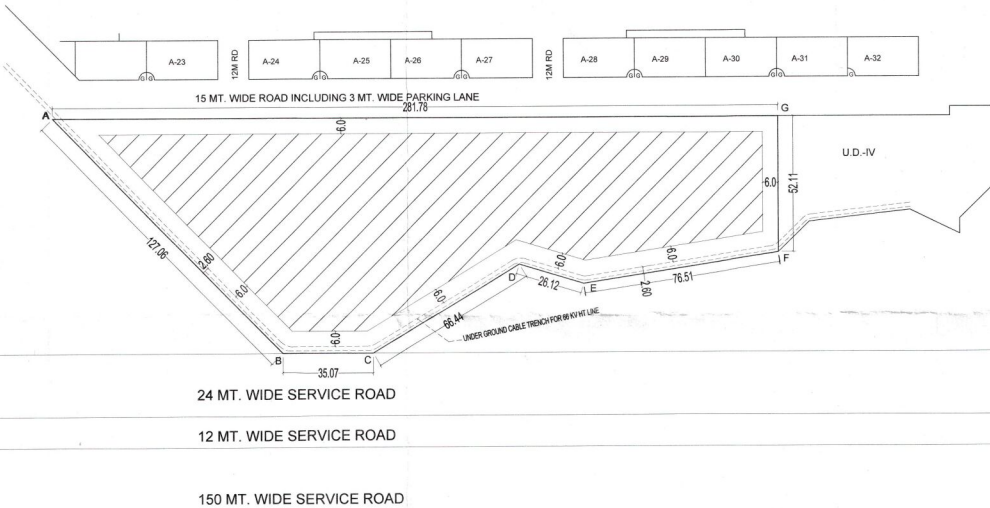 A-23
12M RD
A-24
A-25
A-26
A-27
12M RD
A-28
A-29
A-30
A-31
A-32
G G
G G
G G
G G
15 MT. WIDE ROAD INCLUDING 3 MT. WIDE PARKING LANE
281.78
A
G
6.0
U.D.-IV
6.0
52.11
127.06
2.60
6.0
6.0
6.0
6.0
6.0
D
26.12
E
2.60
76.51
F
66.44
UNDER GROUND CABLE TRENCH FOR 66 KV HT LINE
B
C
35.07
24 MT. WIDE SERVICE ROAD
12 MT. WIDE SERVICE ROAD
150 MT. WIDE SERVICE ROAD